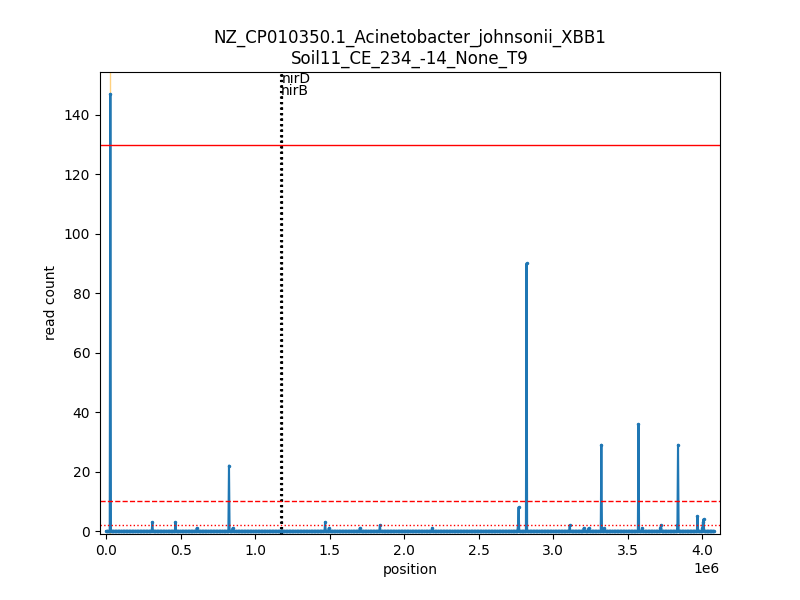 NZ_CP010350.1_Acinetobacter_johnsonii_XBB1
Soil11_CE_234_-14_None_T9
nirD
nirB
140
120
100
80
60
40
20
0
read count
0.0 0.5 1.0 1.5 2.0 2.5 3.0 3.5 4.0
1e6
position